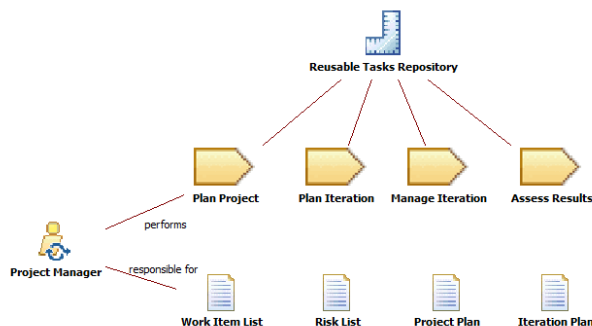 Reusable Tasks Repository
Plan Project
Plan Iteration
Manage Iteration
Assess Results
performs
Project Manager
responsible for
Work Item List
Risk List
Project Plan
Iteration Plan